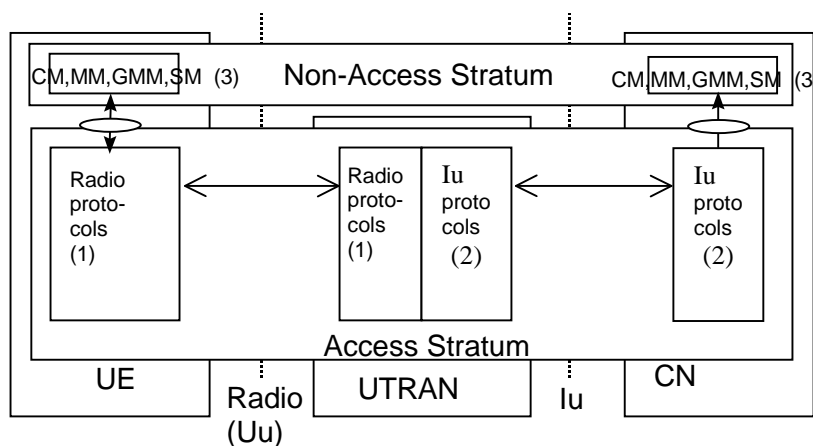 CM,MM,GMM,SM (3)
Non-Access Stratum
CM,MM,GMM,SM (3
Radio
proto-
cols
(1)
Radio
proto-
cols
(1)
Iu
proto
cols
(2)
Iu
proto
cols
(2)
Access Stratum
UE
Radio
(Uu)
UTRAN
Iu
CN